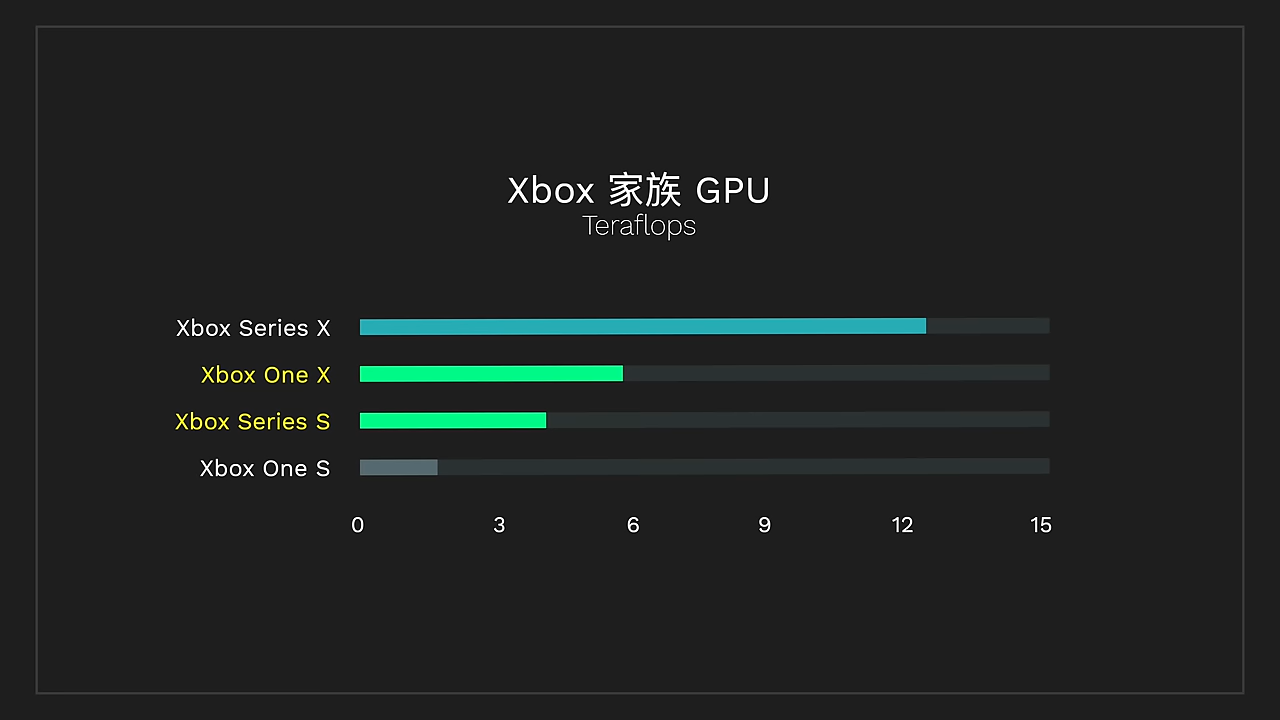 Xbox 家族 GPU
Teraflops
Xbox Series X
Xbox One X
Xbox Series S
Xbox One S
0 3 6 9 12 15